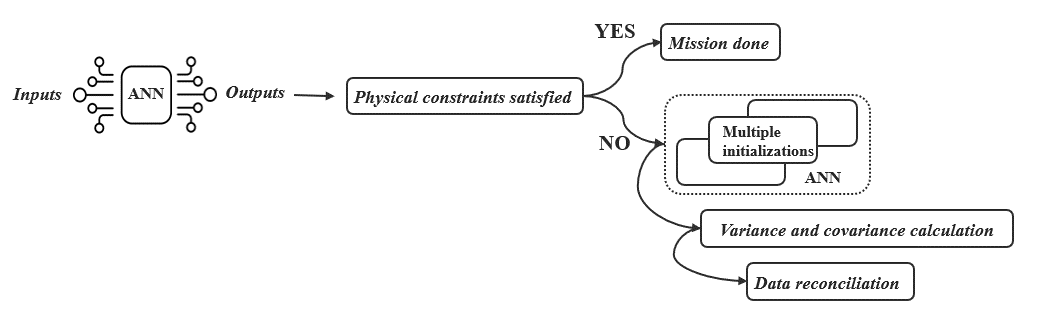 Inputs
ANN
Outputs
Physical constraints satisfied
YES
Mission done
NO
Multiple
initializations
ANN
Variance and covariance calculation
Data reconciliation